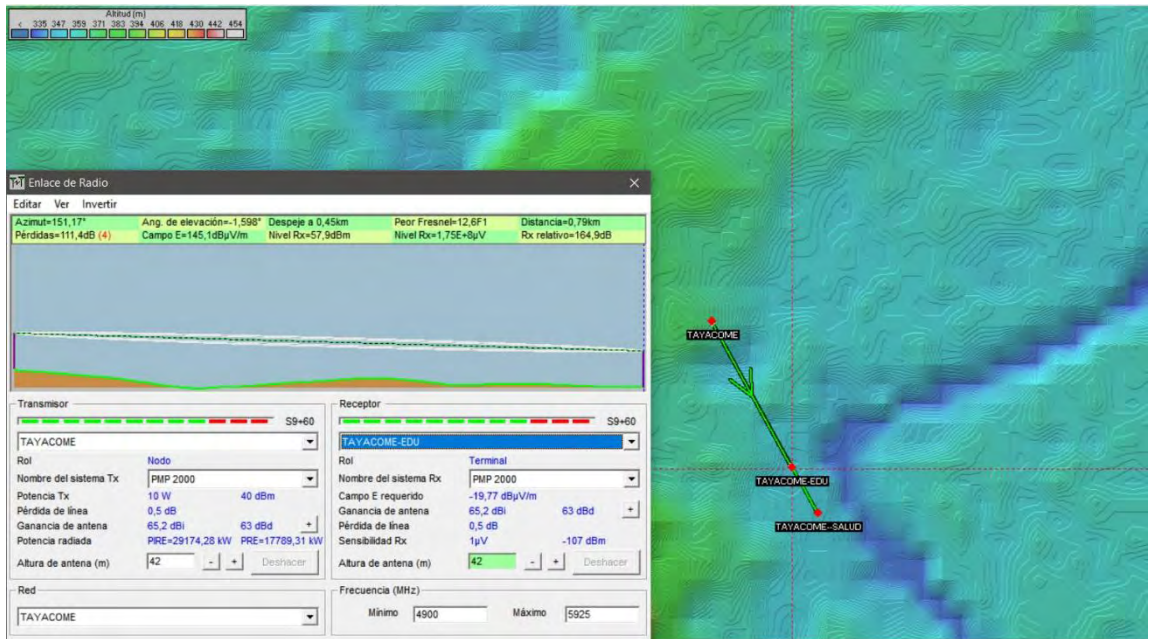 Altitud (m)
< 335 347 359 371 383 394 406 418 430 442 454
Enlace de Radio
Editar Ver Invertir
Azimut=151,17° Ang. de elevación=-1,598° Despeje a 0,45km Peor Fresnel=12,6F1 Distancia=0,79km
Pérdidas=111,4dB (4) Campo E=145,1dBµV/m Nivel Rx=57,9dBm Nivel Rx=1,75E+8µV Rx relativo=164,9dB
Transmisor
S9+60
TAYACOME
Rol Nodo
Nombre del sistema Tx PMP 2000
Potencia Tx 10 W 40 dBm
Pérdida de línea 0,5 dB
Ganancia de antena 65,2 dBi 63 dBd +
Potencia radiada PIRE=29174,28 kW PRE=17789,31 kW
Altura de antena (m) 42 - + Deshacer
Red
TAYACOME
Receptor
S9+60
TAYACOME-EDU
Rol Terminal
Nombre del sistema Rx PMP 2000
Campo E requerido -19,77 dBµV/m
Ganancia de antena 65,2 dBi 63 dBd +
Pérdida de línea 0,5 dB
Sensibilidad Rx 1µV -107 dBm
Altura de antena (m) 42 - + Deshacer
Frecuencia (MHz)
Mínimo 4900 Máximo 5925
TAYACOME
TAYACOME-EDU
TAYACOME--SALUD